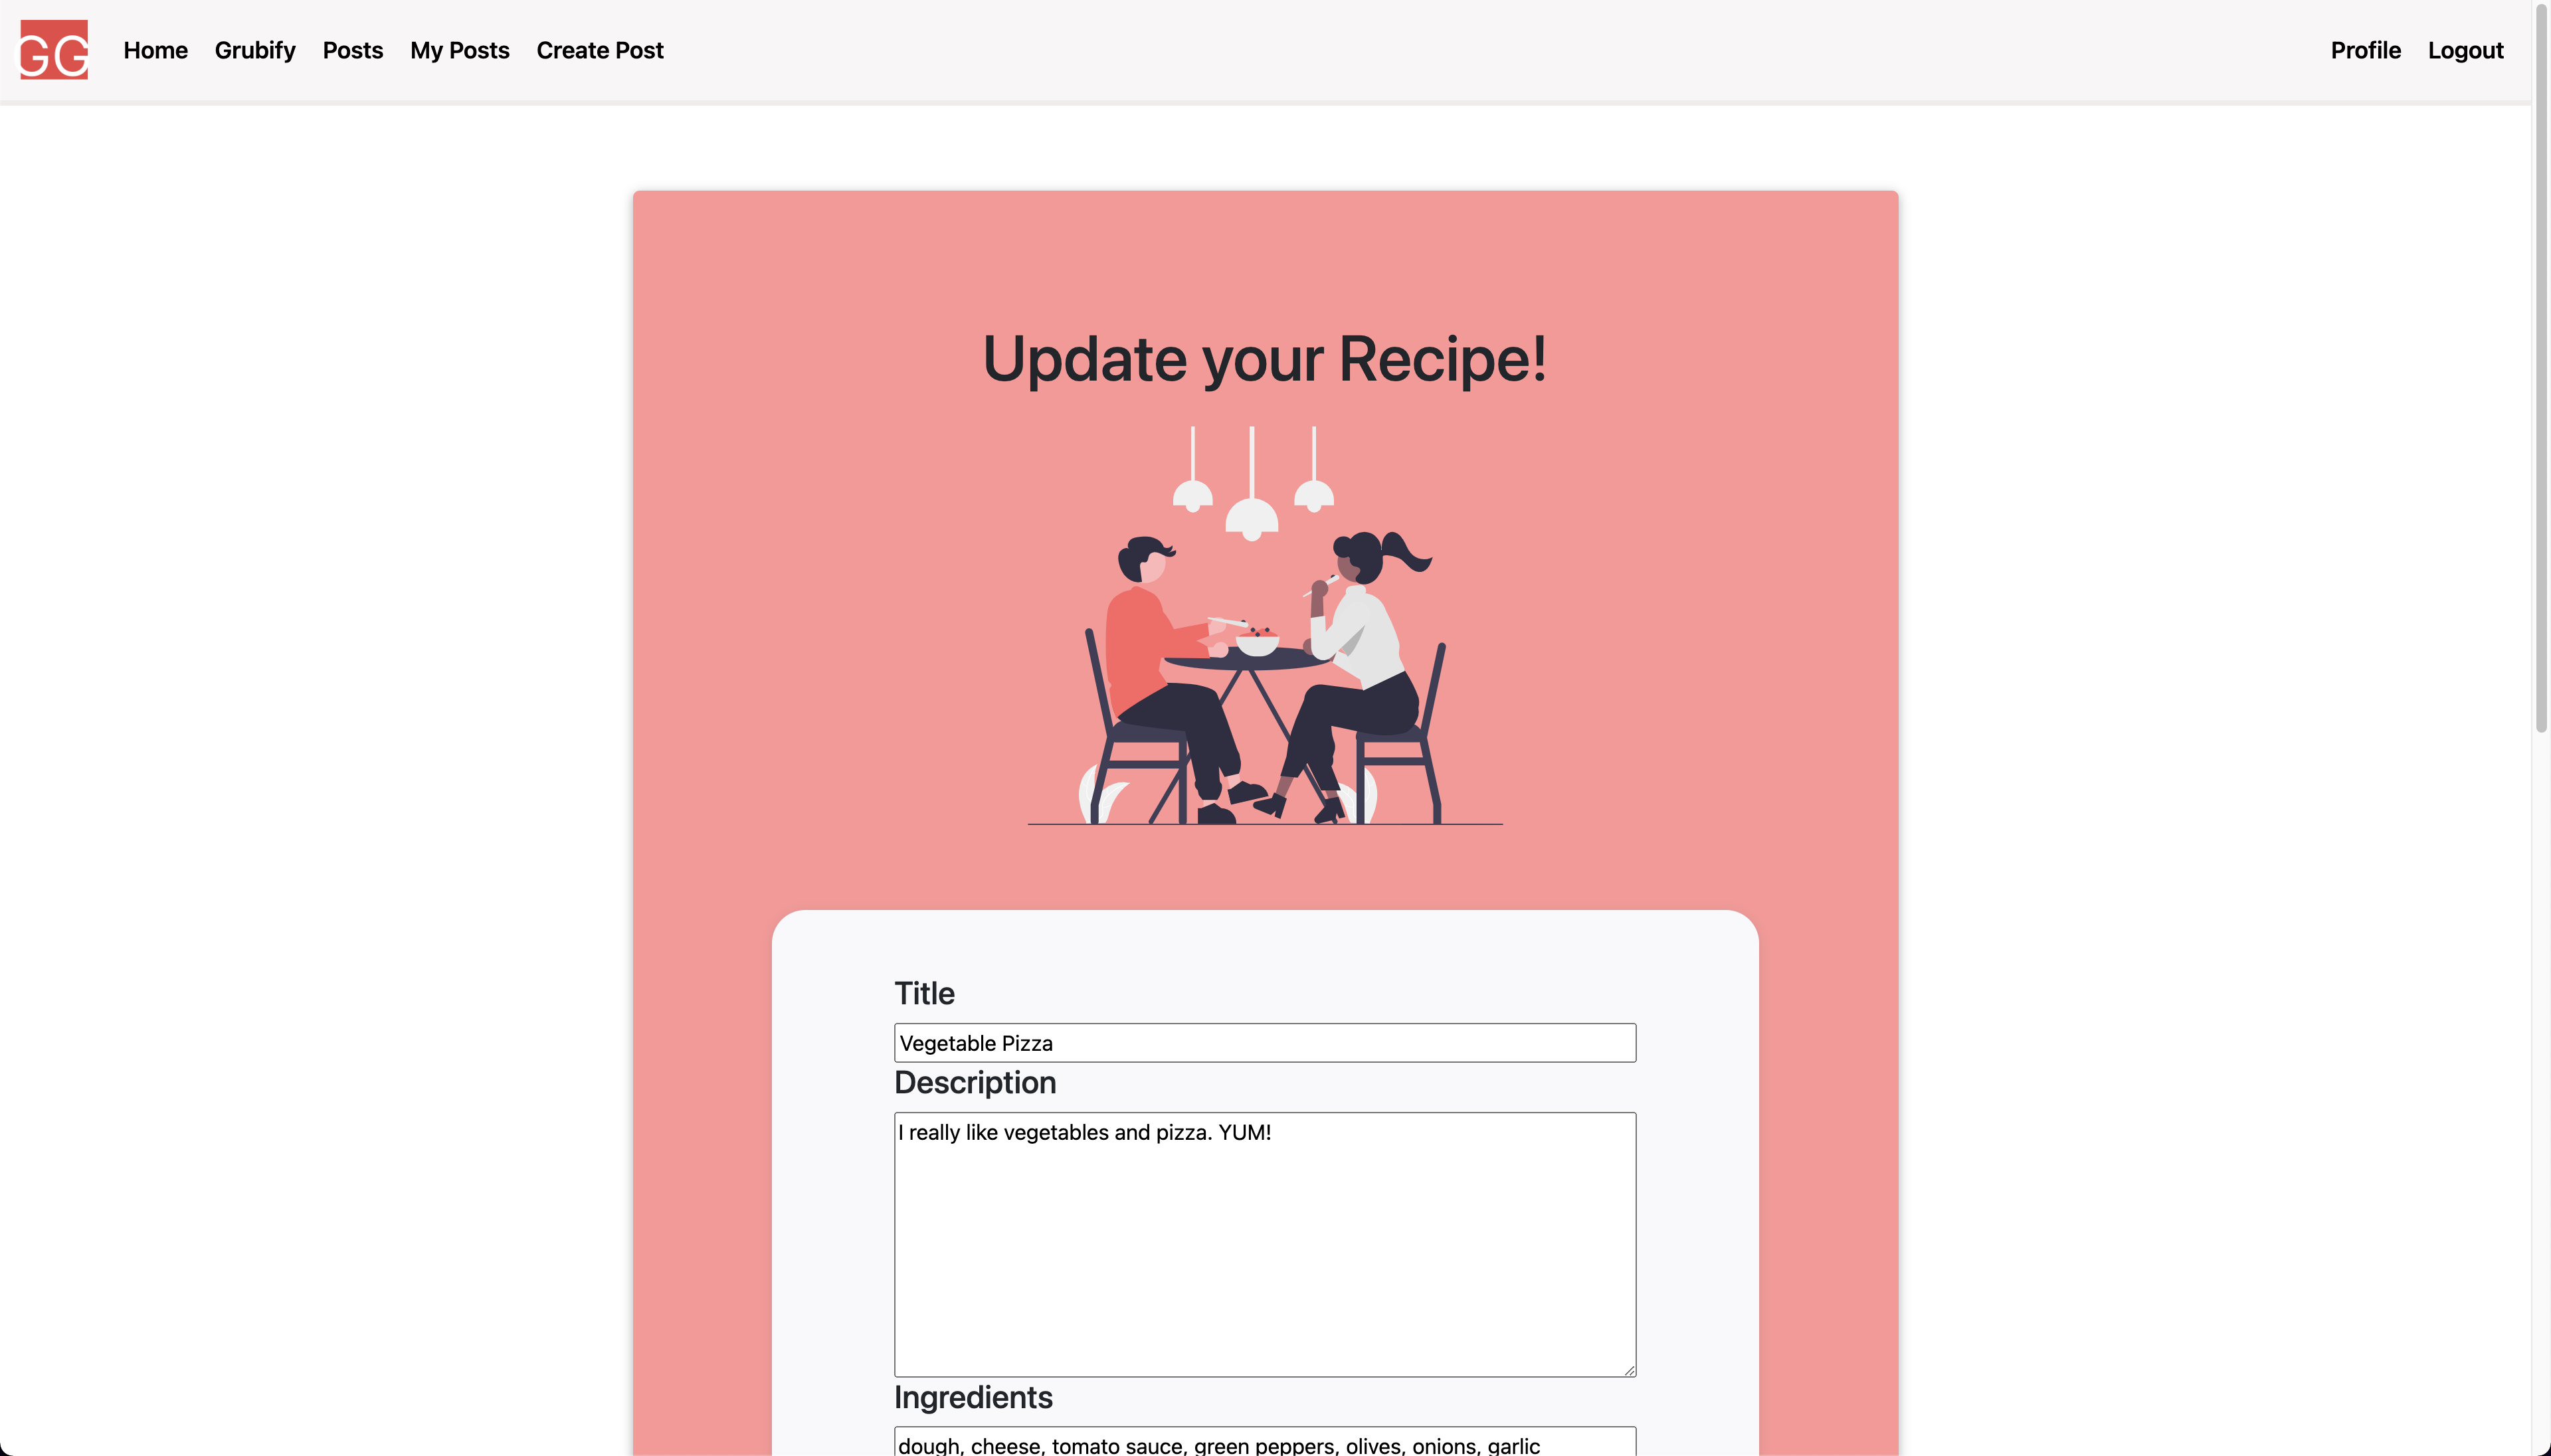 GG
Home Grubify Posts My Posts Create Post Profile Logout
Update your Recipe!
Title
Vegetable Pizza
Description
I really like vegetables and pizza. YUM!
Ingredients
dough, cheese, tomato sauce, green peppers, olives, onions, garlic